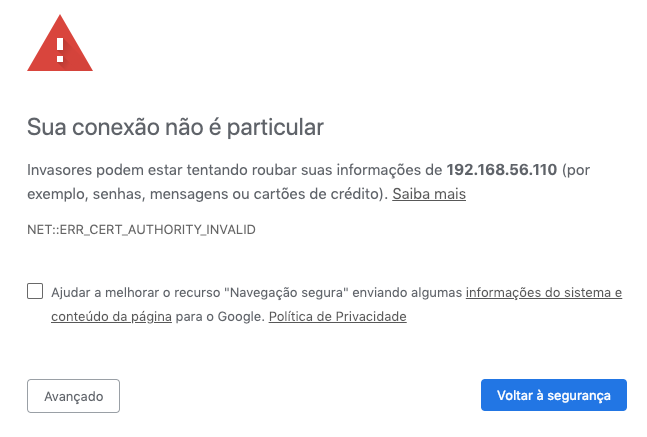 Sua conexão não é particular
Invasores podem estar tentando roubar suas informações de 192.168.56.110 (por
exemplo, senhas, mensagens ou cartões de crédito). Saiba mais
NET::ERR_CERT_AUTHORITY_INVALID
Ajudar a melhorar o recurso "Navegação segura" enviando algumas informações do sistema e
conteúdo da página para o Google. Política de Privacidade
Avançado
Voltar à segurança